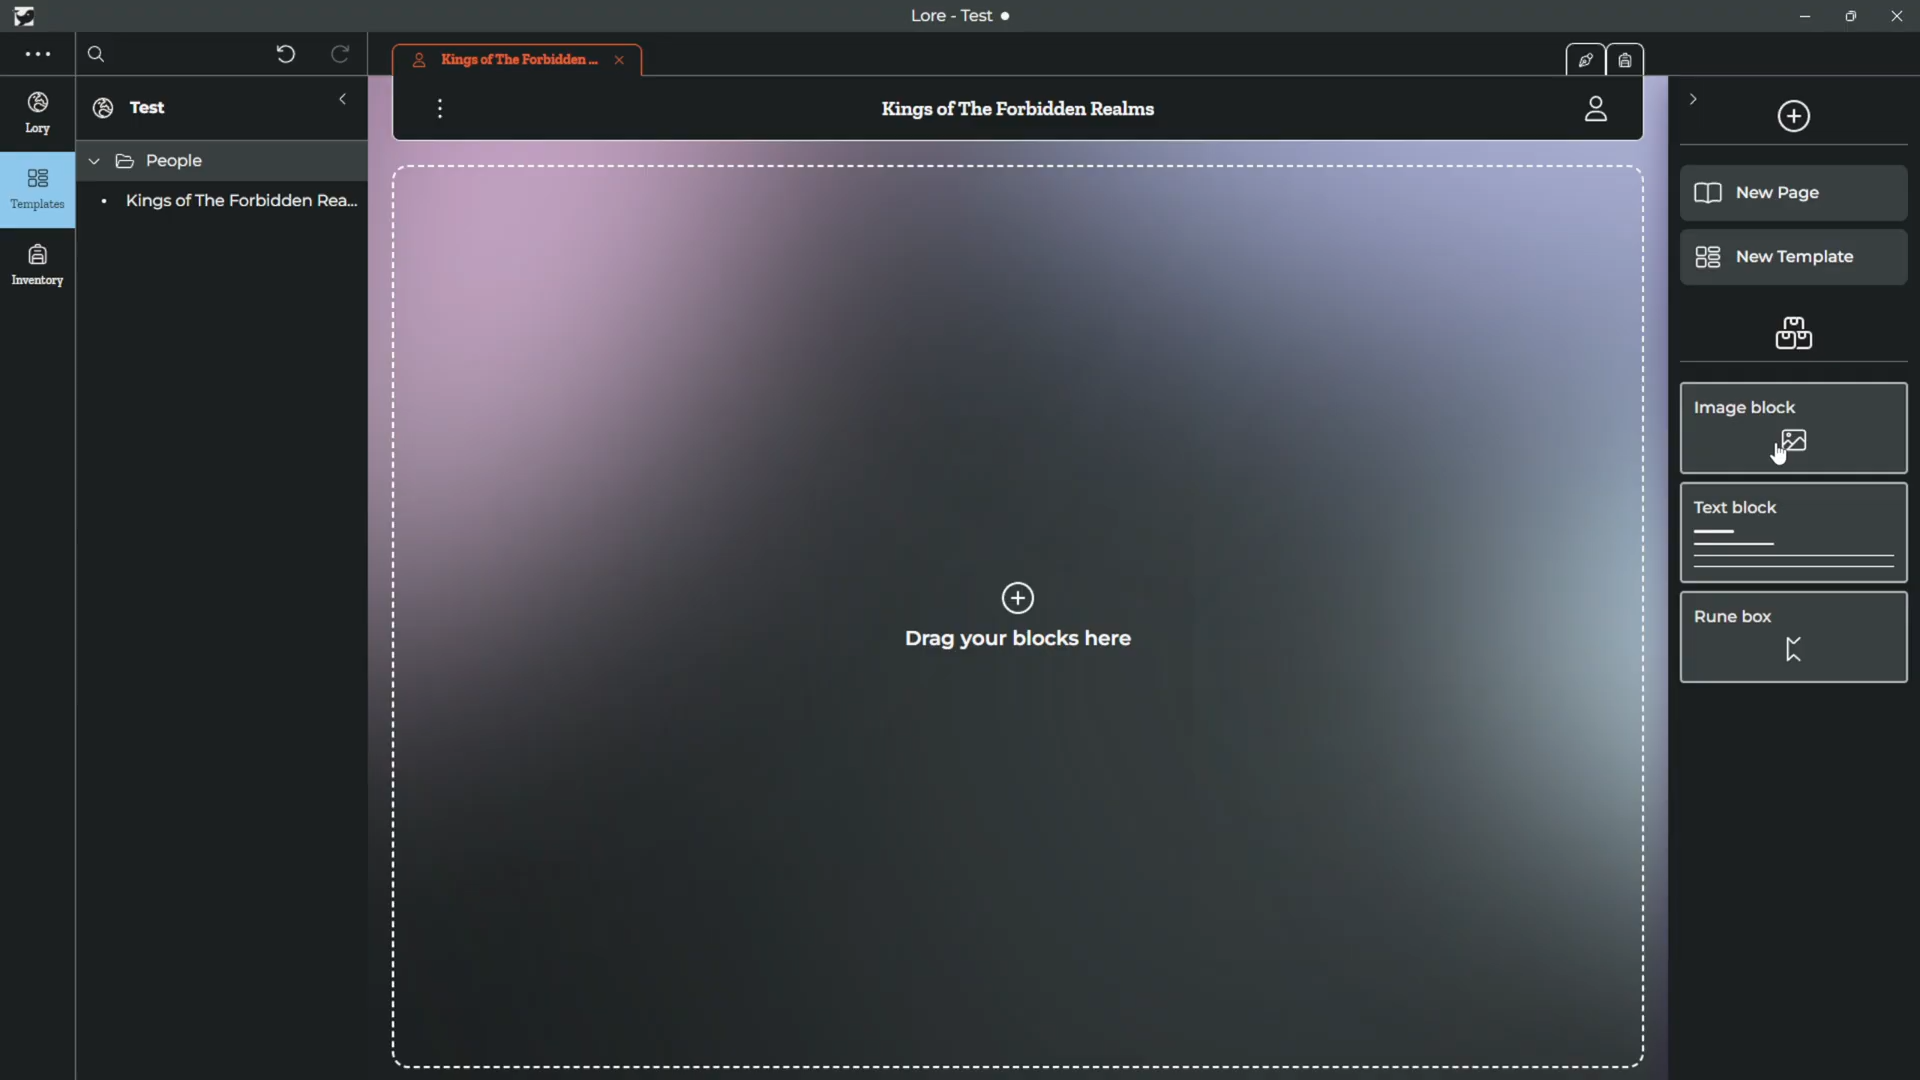 Lore - Test
Kings of The Forbidden ...
Lory
Test
Kings of The Forbidden Realms
People
Templates
Kings of The Forbidden Rea...
New Page
New Template
Inventory
Image block
Text block
Rune box
Drag your blocks here